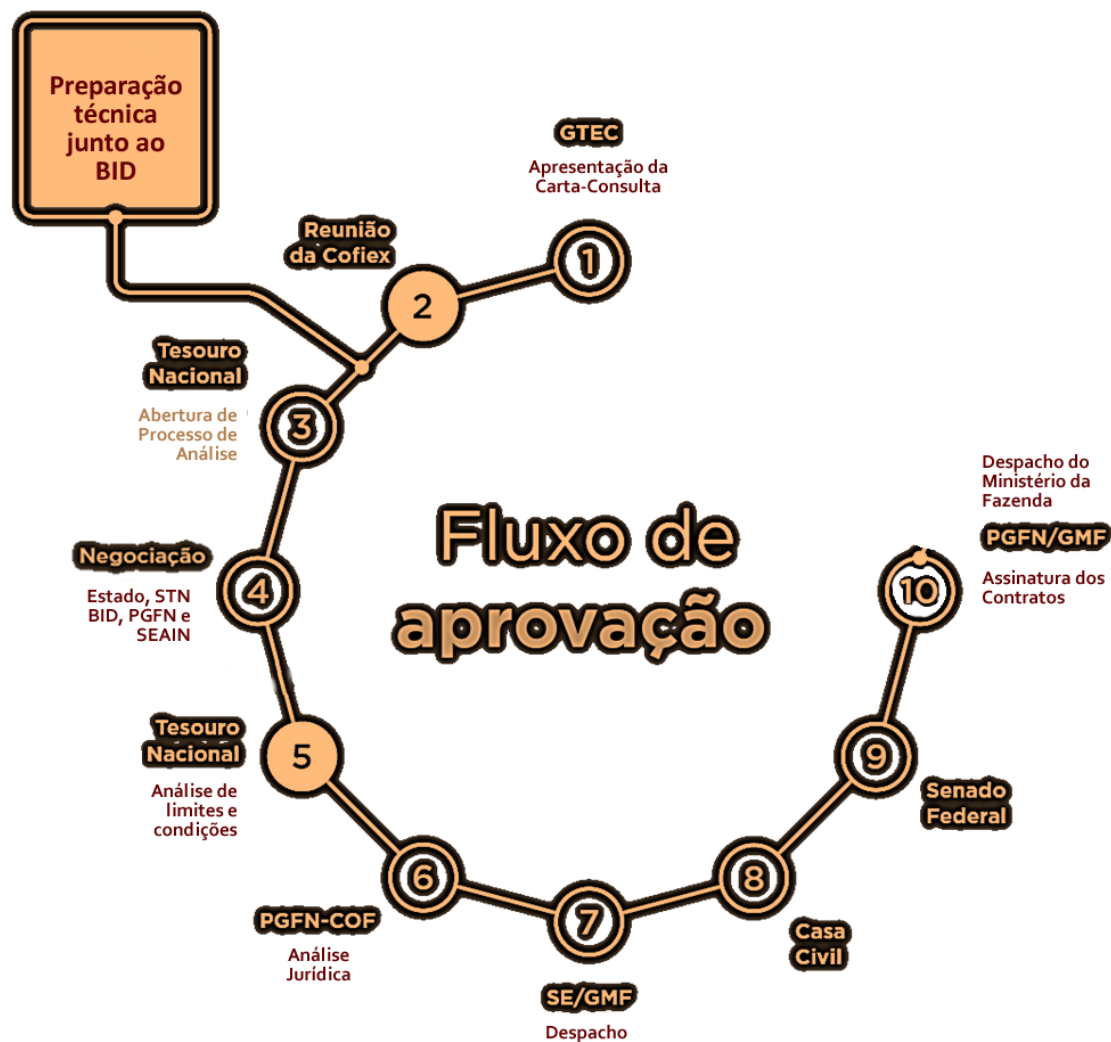 Preparação
técnica
junto ao
BID
GTEC
Apresentação da
Carta-Consulta
1
Reunião
da Cofiex
2
Tesouro
Nacional
Abertura de
Processo de
Análise
3
Negociação
Estado, STN
BID, PGFN e
SEAIN
4
Tesouro
Nacional
Análise de
limites e
condições
5
PGFN-COF
Análise
Jurídica
6
SE/GMF
Despacho
7
Casa
Civil
8
Senado
Federal
9
Despacho do
Ministério da
Fazenda
PGFN/GMF
Assinatura dos
Contratos
10
Fluxo de
aprovação